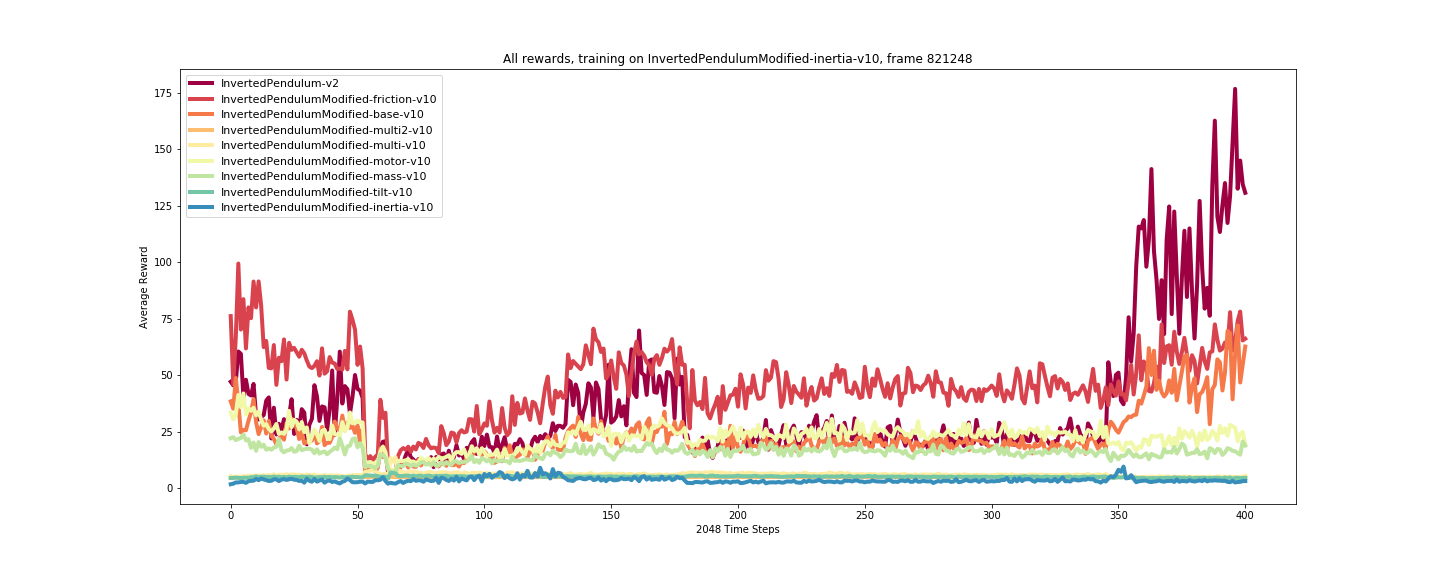 All rewards, training on InvertedPendulumModified-inertia-v10, frame 821248
InvertedPendulum-v2
InvertedPendulumModified-friction-v10
InvertedPendulumModified-base-v10
InvertedPendulumModified-multi2-v10
InvertedPendulumModified-multi-v10
InvertedPendulumModified-motor-v10
InvertedPendulumModified-mass-v10
InvertedPendulumModified-tilt-v10
InvertedPendulumModified-inertia-v10
Average Reward
175
150
125
100
75
50
25
0
0 50 100 150 200 250 300 350 400
2048 Time Steps